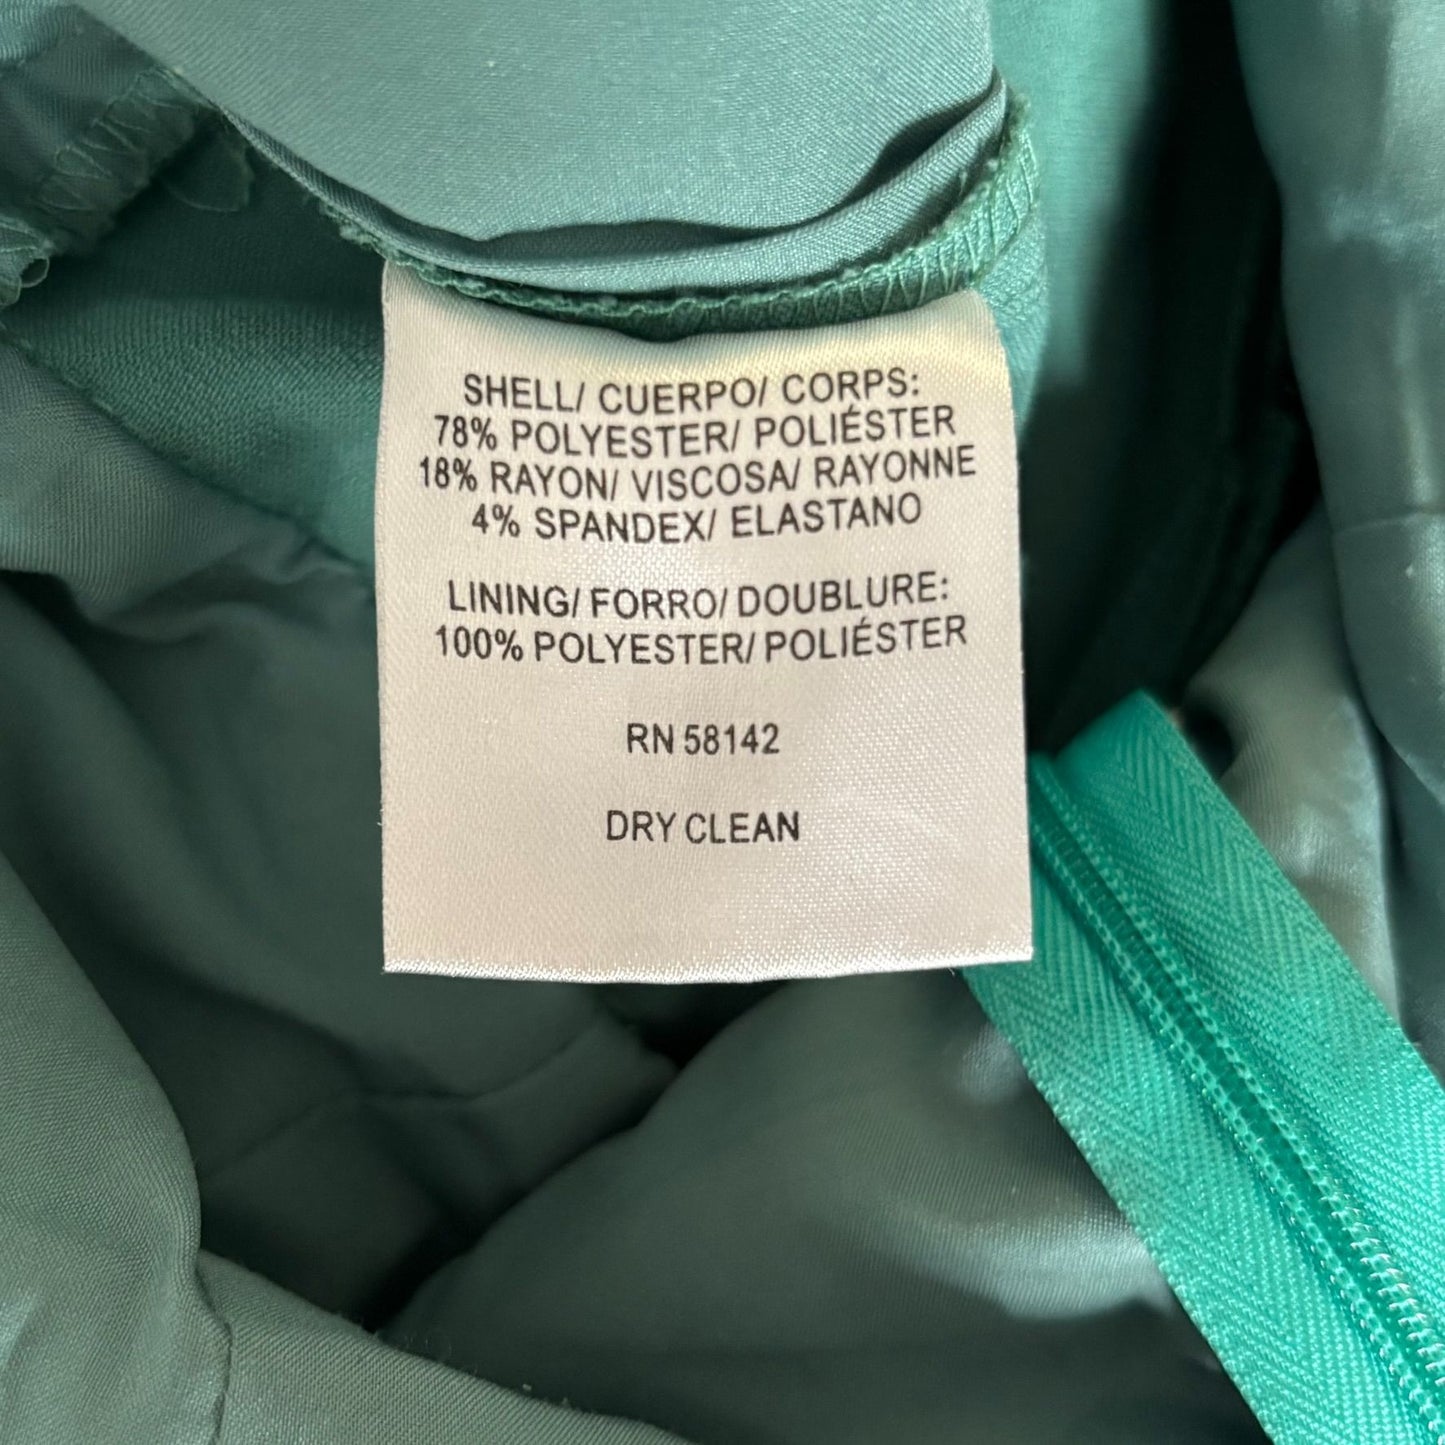 SHELL/ CUERPO/ CORPS:
78% POLYESTER/ POLIÉSTER
18% RAYON/ VISCOSA/ RAYONNE
4% SPANDEX/ ELASTANO
LINING/ FORRO/ DOUBLURE:
100% POLYESTER/ POLIÉSTER
RN 58142
DRY CLEAN